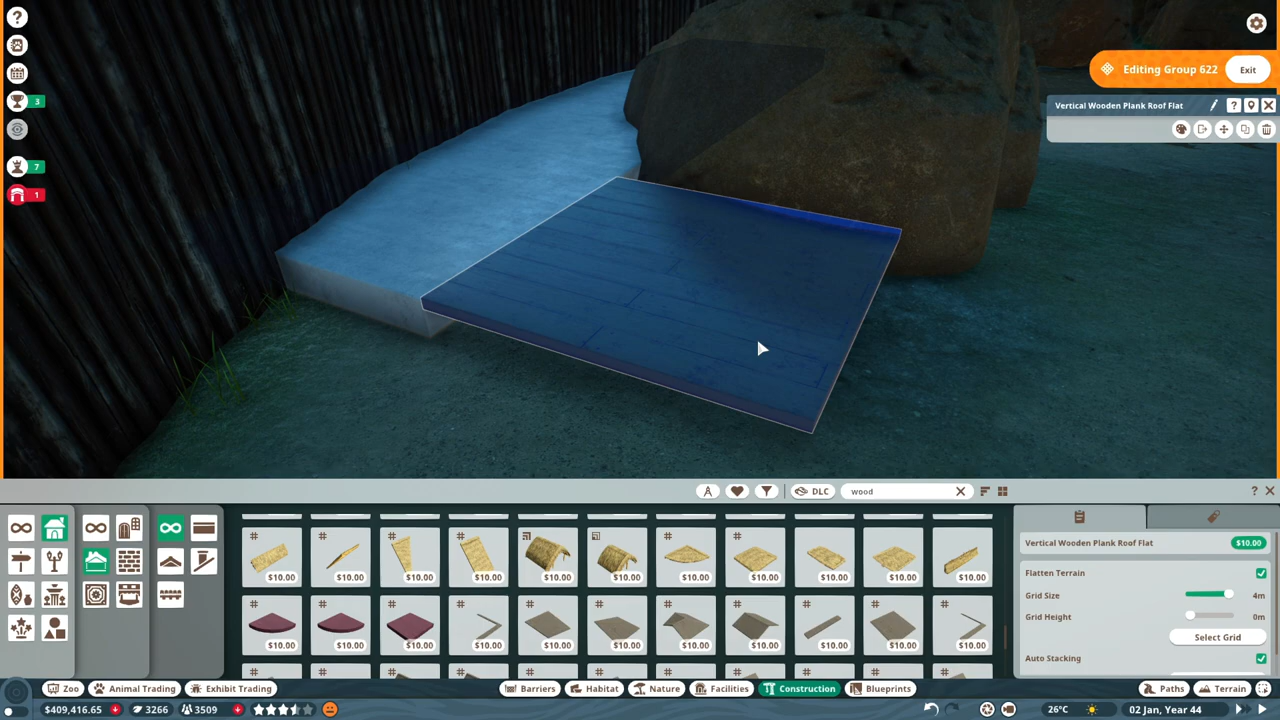 ?
3
7
1
Editing Group 622 Exit
Vertical Wooden Plank Roof Flat ?
A DLC wood ?
Vertical Wooden Plank Roof Flat $10.00
Flatten Terrain
Grid Size 4m
Grid Height 0m
Select Grid
Auto Stacking
$10.00 $10.00 $10.00 $10.00 $10.00 $10.00 $10.00 $10.00 $10.00 $10.00 $10.00
$10.00 $10.00 $10.00 $10.00 $10.00 $10.00 $10.00 $10.00 $10.00 $10.00 $10.00
Zoo Animal Trading Exhibit Trading Barriers Habitat Nature Facilities Construction Blueprints Paths Terrain
$409,416.65 3266 3509 26°C 02 Jan, Year 44